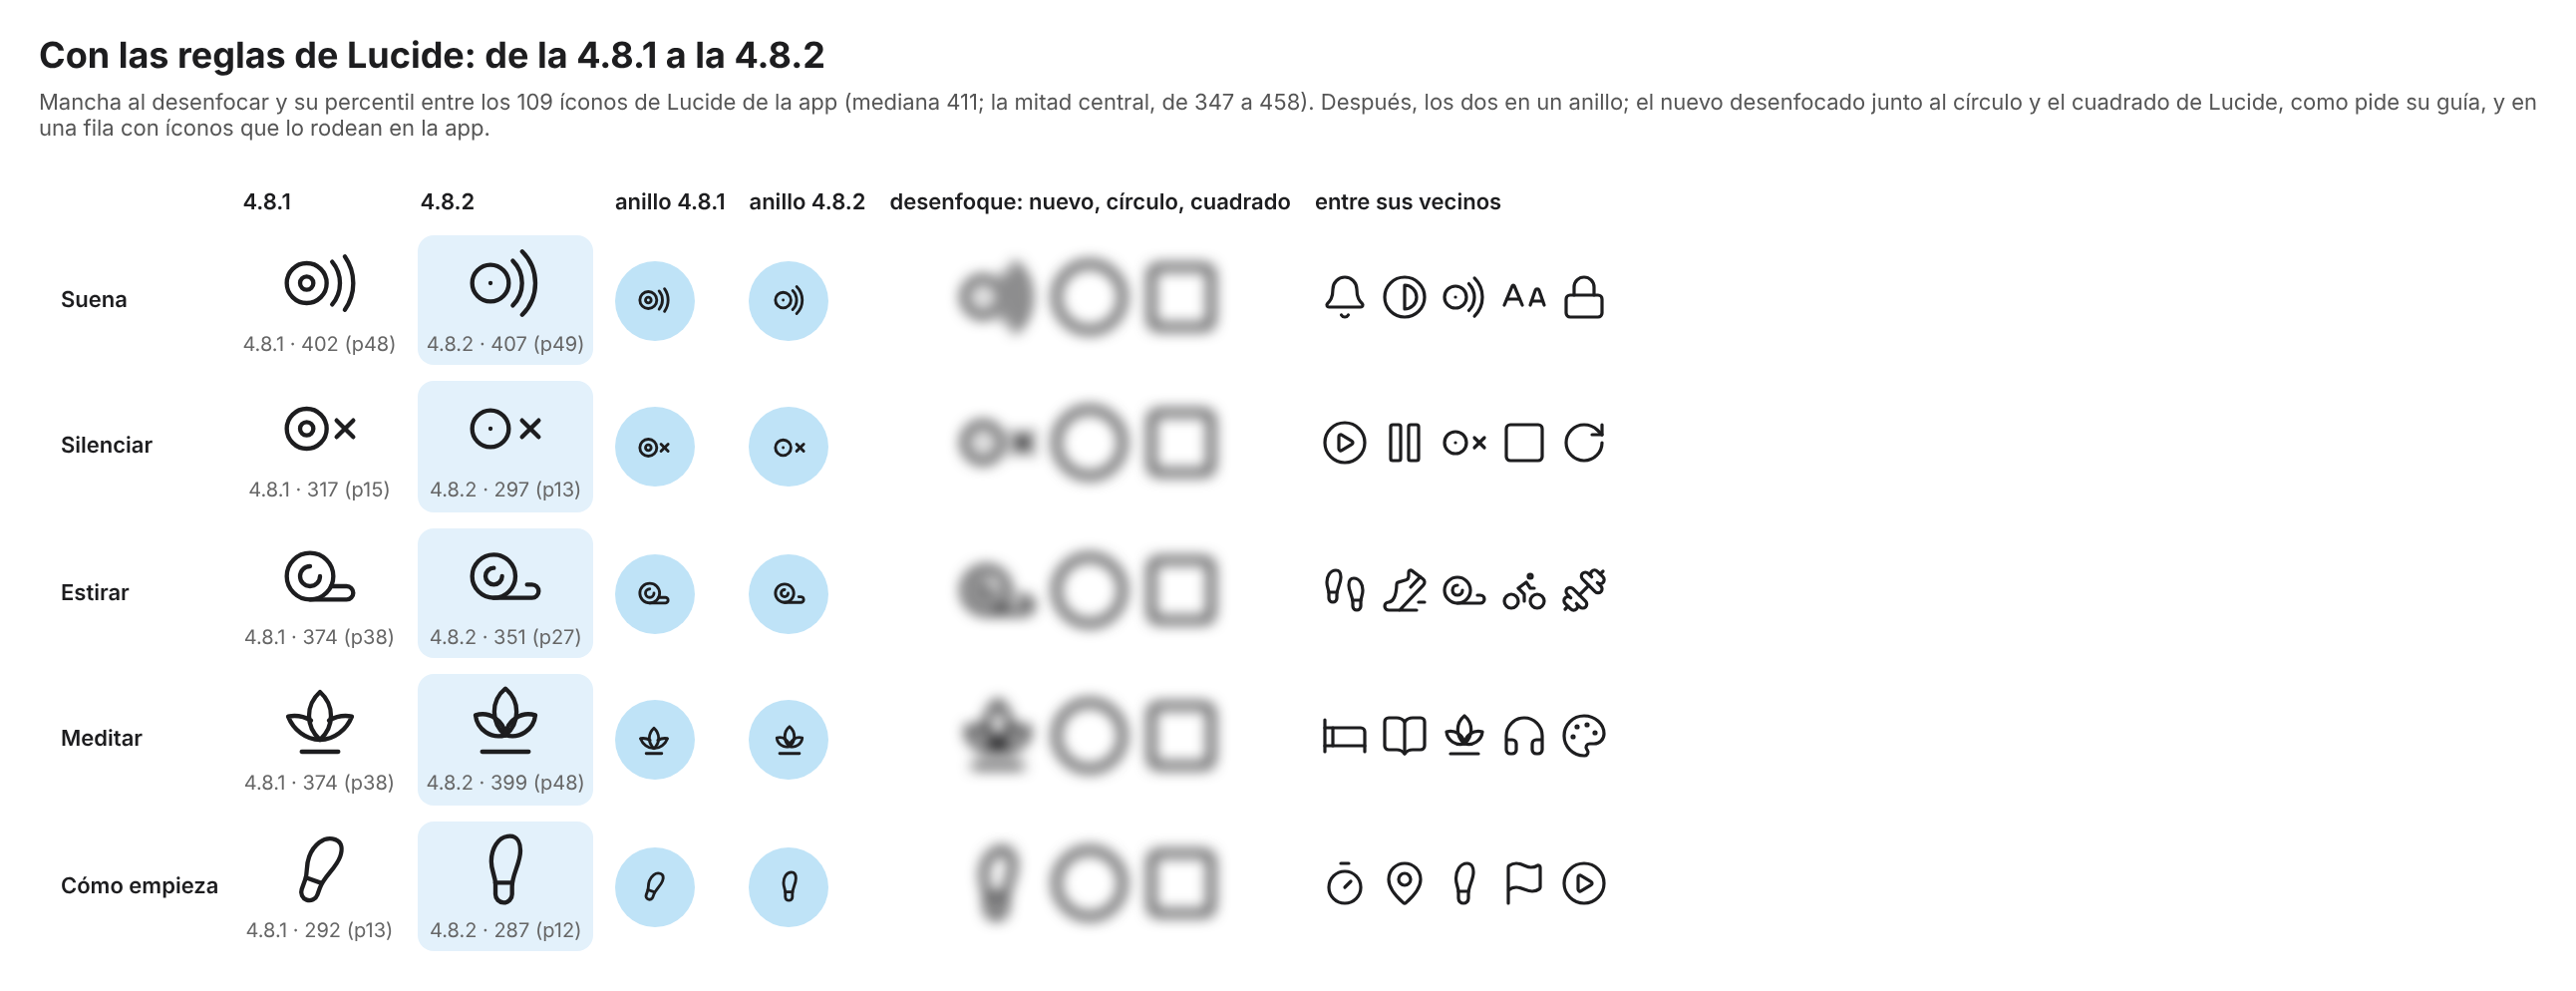 Con las reglas de Lucide: de la 4.8.1 a la 4.8.2
Mancha al desenfocar y su percentil entre los 109 íconos de Lucide de la app (mediana 411; la mitad central, de 347 a 458). Después, los dos en un anillo; el nuevo desenfocado junto al círculo y el cuadrado de Lucide, como pide su guía, y en
una fila con íconos que lo rodean en la app.
4.8.1 4.8.2 anillo 4.8.1 anillo 4.8.2 desenfoque: nuevo, círculo, cuadrado entre sus vecinos
Suena
4.8.1 · 402 (p48) 4.8.2 · 407 (p49)
Silenciar
4.8.1 · 317 (p15) 4.8.2 · 297 (p13)
Estirar
4.8.1 · 374 (p38) 4.8.2 · 351 (p27)
Meditar
4.8.1 · 374 (p38) 4.8.2 · 399 (p48)
Cómo empieza
4.8.1 · 292 (p13) 4.8.2 · 287 (p12)